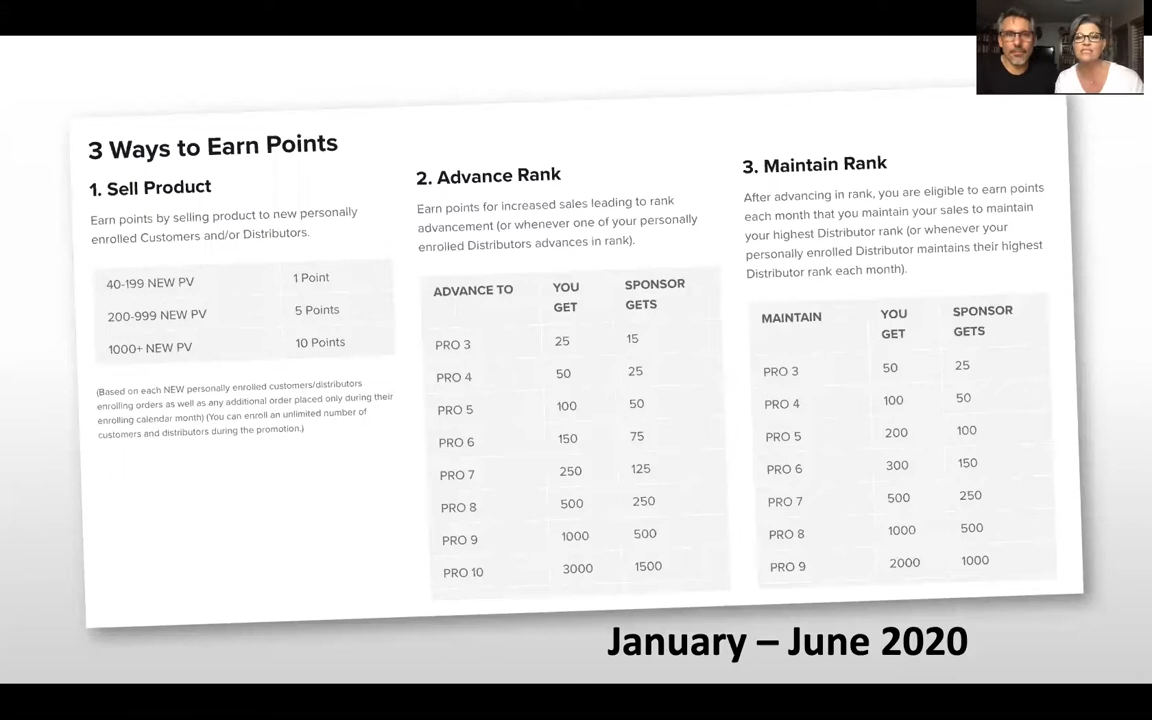 3 Ways to Earn Points
1. Sell Product
Earn points by selling product to new personally
enrolled Customers and/or Distributors.
40-199 NEW PV 1 Point
200-999 NEW PV 5 Points
1000+ NEW PV 10 Points
(Based on each NEW personally enrolled customers/distributors
enrolling orders as well as any additional order placed only during their
enrolling calendar month) (You can enroll an unlimited number of
customers and distributors during the promotion.)
2. Advance Rank
Earn points for increased sales leading to rank
advancement (or whenever one of your personally
enrolled Distributors advances in rank).
ADVANCE TO YOU SPONSOR
GET GETS
PRO 3 25 15
PRO 4 50 25
PRO 5 100 50
PRO 6 150 75
PRO 7 250 125
PRO 8 500 250
PRO 9 1000 500
PRO 10 3000 1500
3. Maintain Rank
After advancing in rank, you are eligible to earn points
each month that you maintain your sales to maintain
your highest Distributor rank (or whenever your
personally enrolled Distributor maintains their highest
Distributor rank each month).
MAINTAIN YOU SPONSOR
GET GETS
PRO 3 50 25
PRO 4 100 50
PRO 5 200 100
PRO 6 300 150
PRO 7 500 250
PRO 8 1000 500
PRO 9 2000 1000
January – June 2020